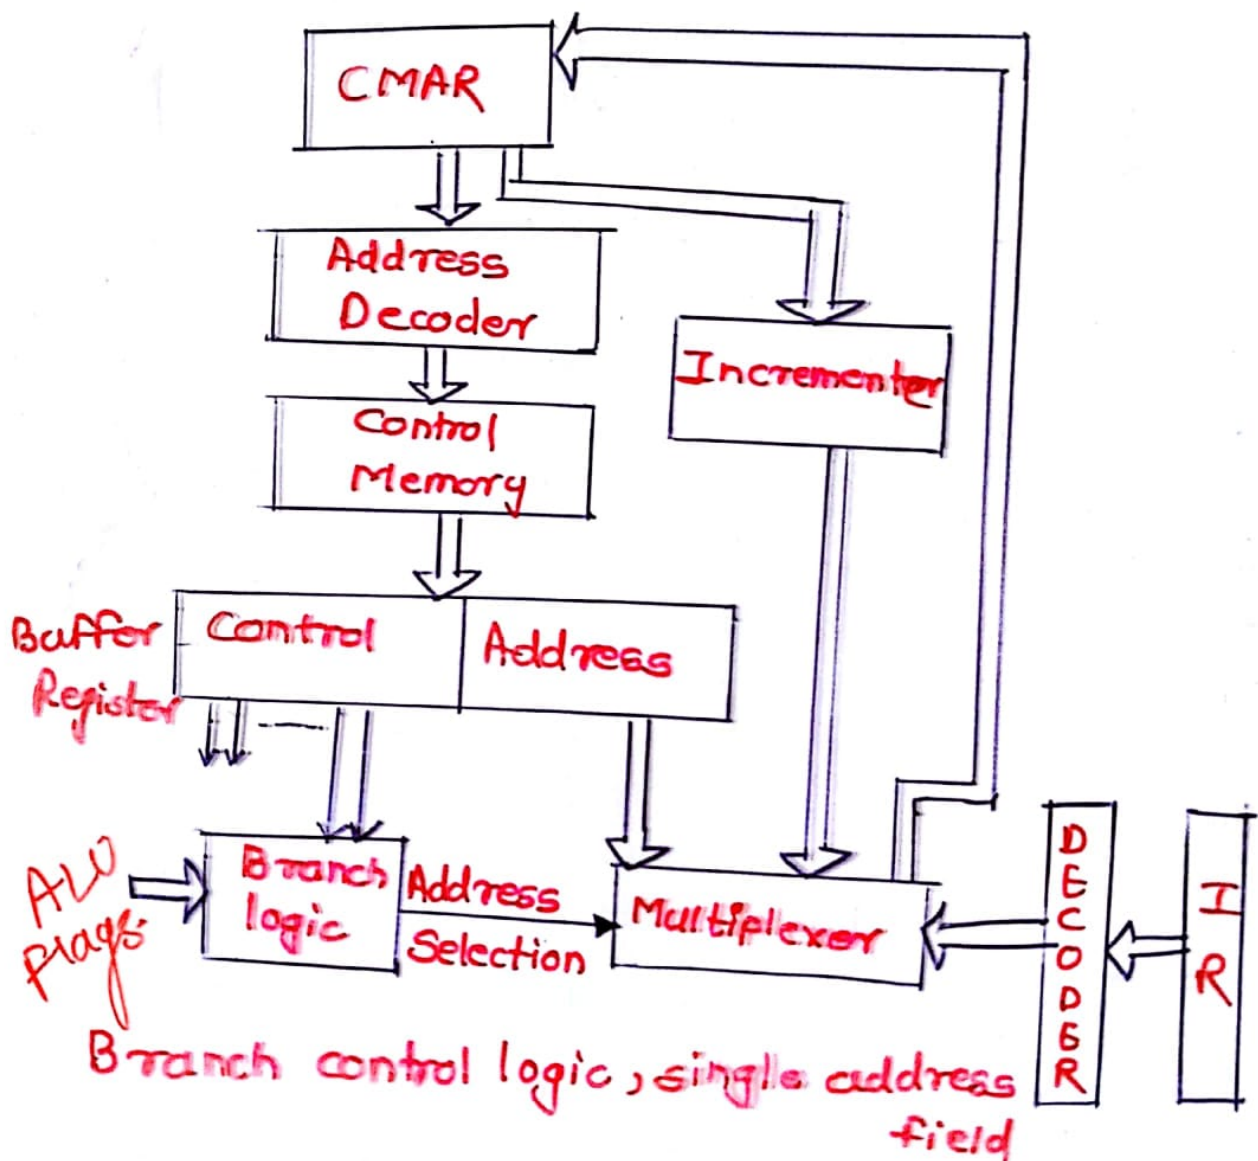 CMAR
Address
Decoder
Incrementer
Control
Memory
Buffer
Register
Control
Address
ALU
flags
Branch
logic
Address
Selection
Multiplexer
DECODER
IR
Branch control logic, single address
field